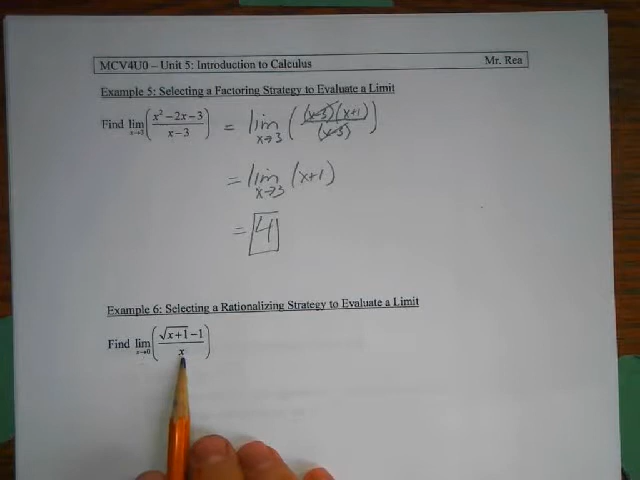 MCV4U0 – Unit 5: Introduction to Calculus Mr. Rea
Example 5: Selecting a Factoring Strategy to Evaluate a Limit
Find lim x→3 ( (x² – 2x – 3) / (x – 3) ) = lim x→3 ( (x-3)(x+1) / (x-3) )
= lim x→3 (x+1)
= 4
Example 6: Selecting a Rationalizing Strategy to Evaluate a Limit
Find lim x→0 ( (√(x+1) – 1) / x )